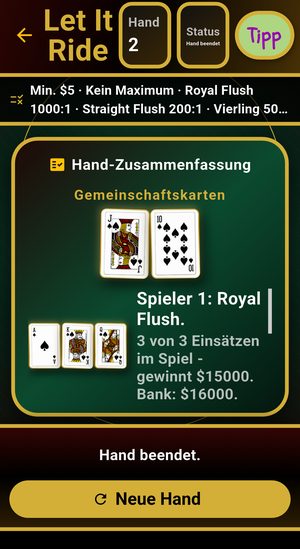 Let It
Ride
Hand
2
Status
Hand beendet
Tipp
Min. $5 · Kein Maximum · Royal Flush
1000:1 · Straight Flush 200:1 · Vierling 50...
Hand-Zusammenfassung
Gemeinschaftskarten
J
10
10
A
K
Q
Spieler 1: Royal
Flush.
3 von 3 Einsätzen
im Spiel -
gewinnt $15000.
Bank: $16000.
Hand beendet.
Neue Hand